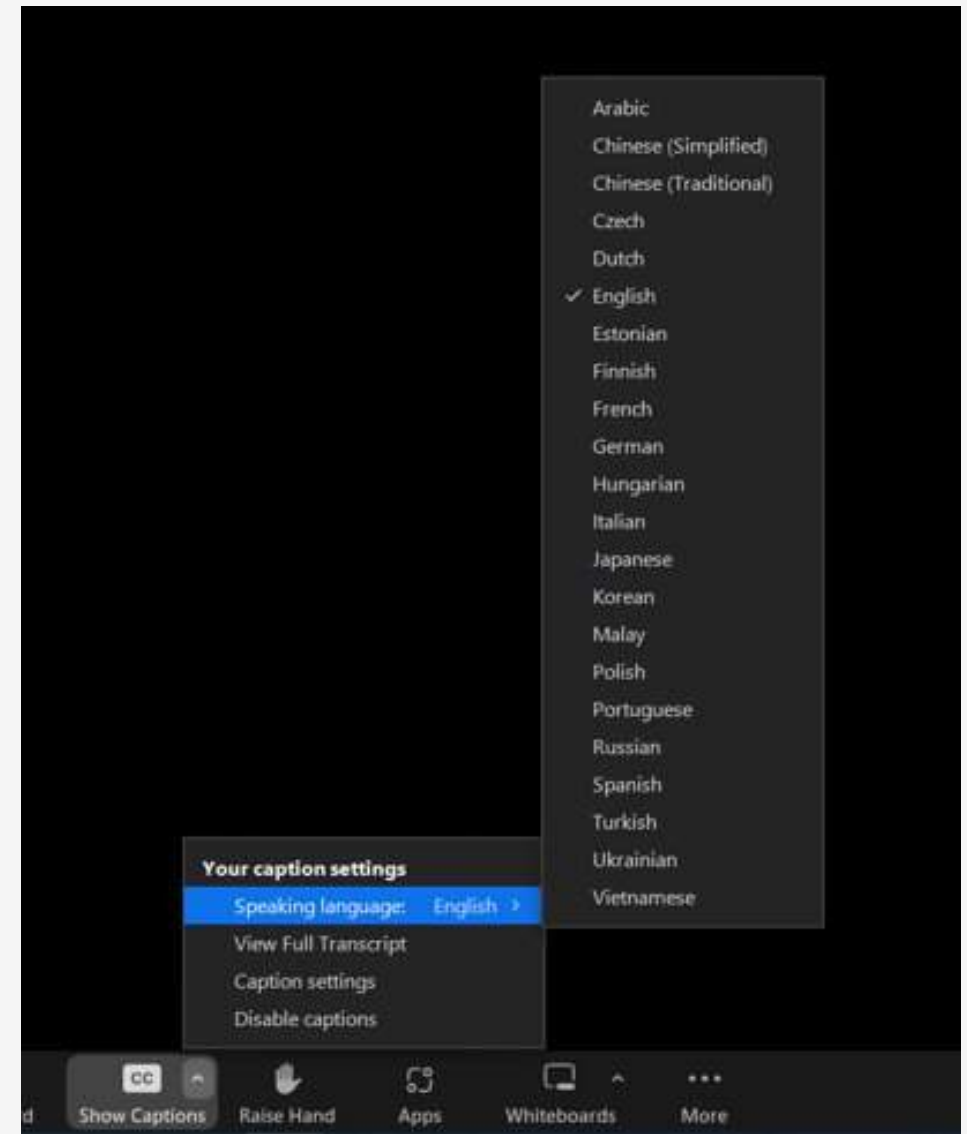 Arabic
Chinese (Simplified)
Chinese (Traditional)
Czech
Dutch
English
Estonian
Finnish
French
German
Hungarian
Italian
Japanese
Korean
Malay
Polish
Portuguese
Russian
Spanish
Turkish
Ukrainian
Vietnamese
Your caption settings
Speaking language: English
View Full Transcript
Caption settings
Disable captions
CC
d Show Captions Raise Hand Apps Whiteboards More